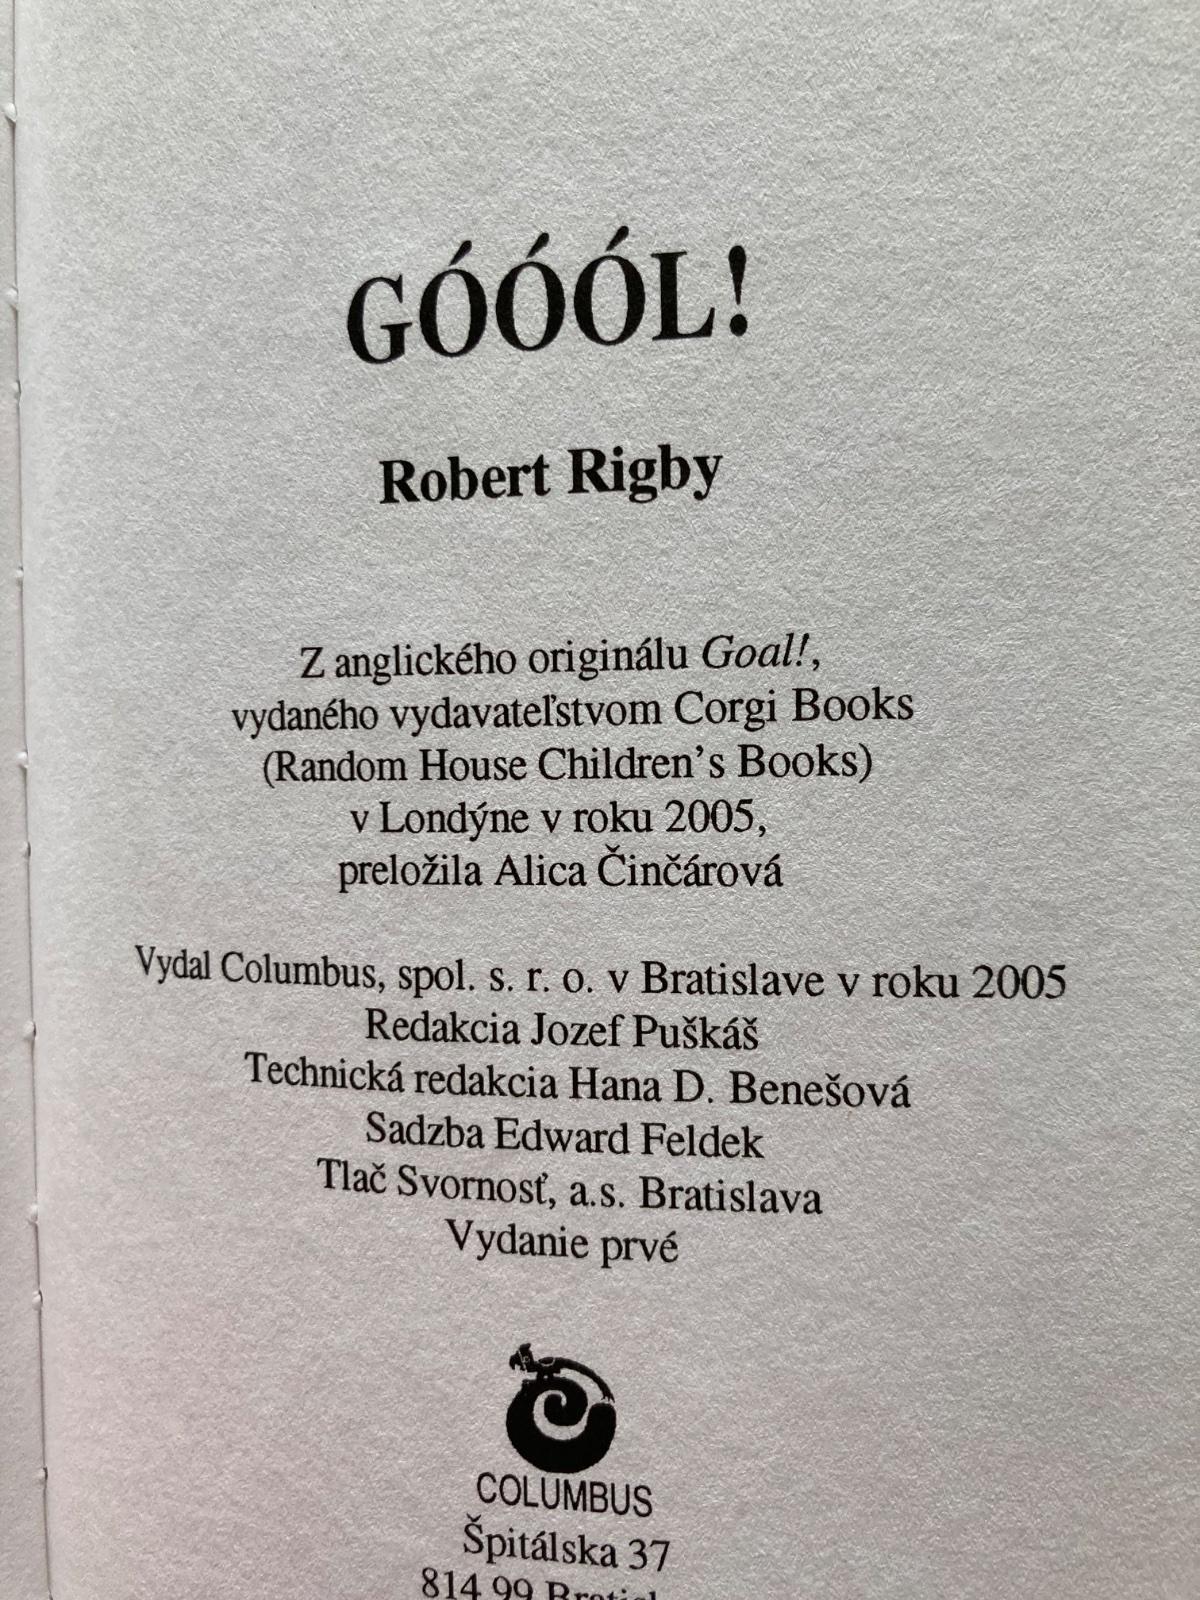 GÓÓÓL!
Robert Rigby
Z anglického originálu Goal!,
vydaného vydavateľstvom Corgi Books
(Random House Children's Books)
v Londýne v roku 2005,
preložila Alica Činčárová
Vydal Columbus, spol. s. r. o. v Bratislave v roku 2005
Redakcia Jozef Puškáš
Technická redakcia Hana D. Benešová
Sadzba Edward Feldek
Tlač Svornosť, a.s. Bratislava
Vydanie prvé
COLUMBUS
Špitálska 37
814 99